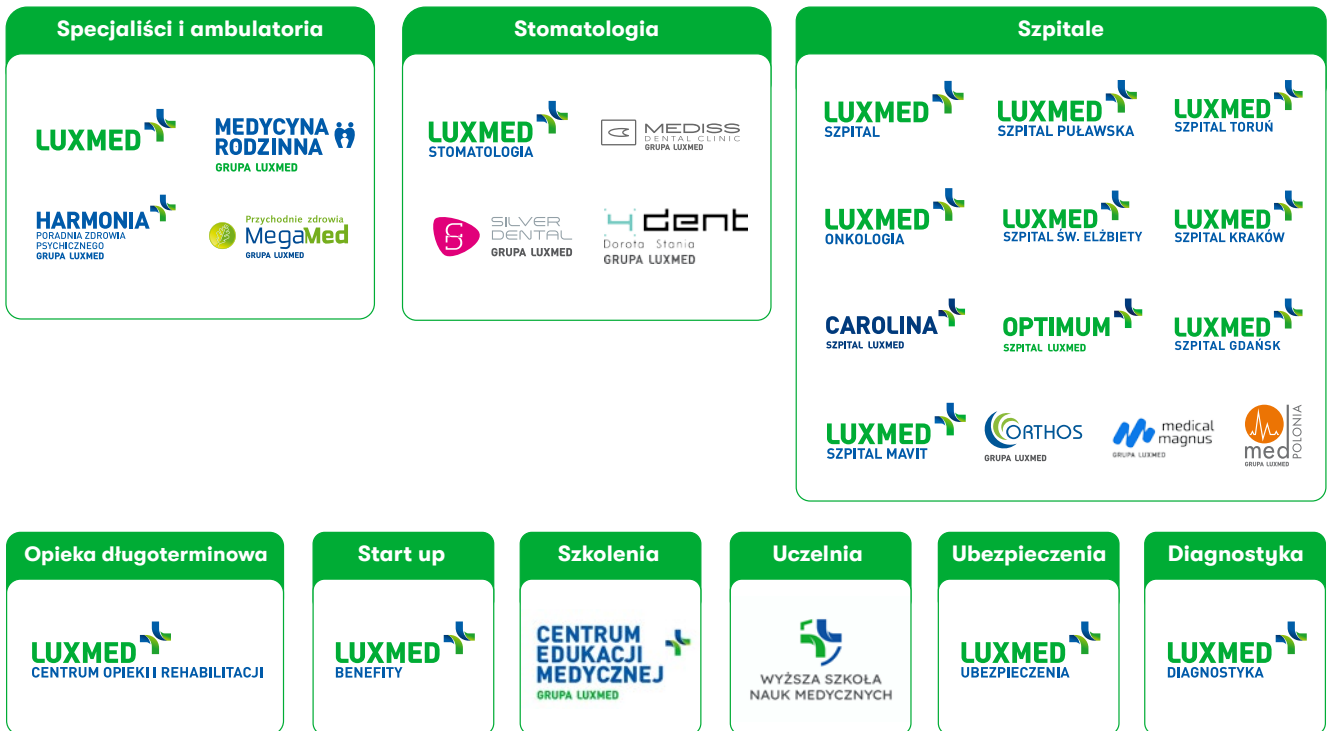 Specjaliści i ambulatoria
LUXMED
MEDYCYNA
RODZINNA
GRUPA LUXMED
HARMONIA
PORADNIA ZDROWIA
PSYCHICZNEGO
GRUPA LUXMED
Przychodnie zdrowia
MegaMed
GRUPA LUXMED
Stomatologia
LUXMED
STOMATOLOGIA
MEDISS
DENTAL CLINIC
GRUPA LUXMED
SILVER
DENTAL
GRUPA LUXMED
4dent
Dorota Stania
GRUPA LUXMED
Szpitale
LUXMED
SZPITAL
LUXMED
SZPITAL PUŁAWSKA
LUXMED
SZPITAL TORUŃ
LUXMED
ONKOLOGIA
LUXMED
SZPITAL ŚW. ELŻBIETY
LUXMED
SZPITAL KRAKÓW
CAROLINA
SZPITAL LUXMED
OPTIMUM
SZPITAL LUXMED
LUXMED
SZPITAL GDAŃSK
LUXMED
SZPITAL MAVIT
ORTHOS
GRUPA LUXMED
medical
magnus
GRUPA LUXMED
med
POLONIA
GRUPA LUXMED
Opieka długoterminowa
LUXMED
CENTRUM OPIEKI I REHABILITACJI
Start up
LUXMED
BENEFITY
Szkolenia
CENTRUM
EDUKACJI
MEDYCZNEJ
GRUPA LUXMED
Uczelnia
WYŻSZA SZKOŁA
NAUK MEDYCZNYCH
Ubezpieczenia
LUXMED
UBEZPIECZENIA
Diagnostyka
LUXMED
DIAGNOSTYKA